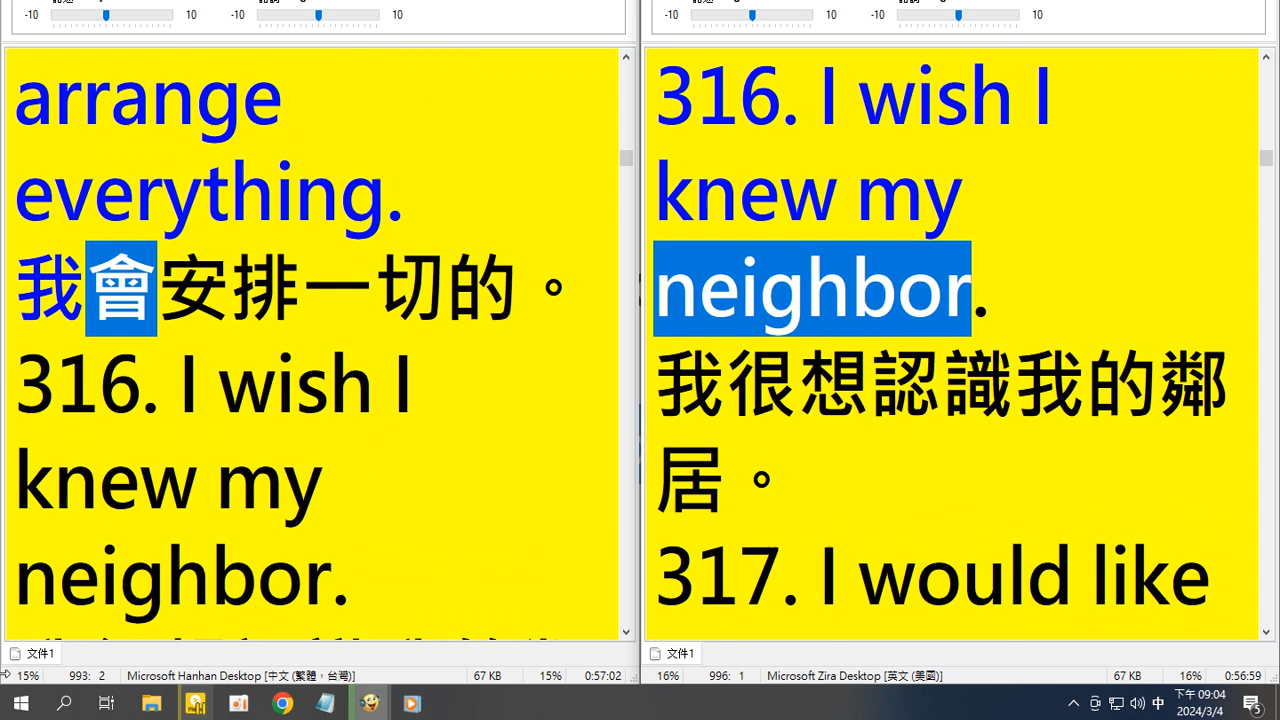 -10 10 -10 10
-10 10 -10 10
arrange
everything.
我會安排一切的。
316. I wish I
knew my
neighbor.
316. I wish I
knew my
neighbor.
我很想認識我的鄰
居。
317. I would like
文件1
文件1
15% 993: 2 Microsoft Hanhan Desktop [中文 (繁體，台灣)] 67 KB 15% 0:57:02
16% 996: 1 Microsoft Zira Desktop [英文 (美國)] 67 KB 16% 0:56:59
中 下午 09:04
2024/3/4
5